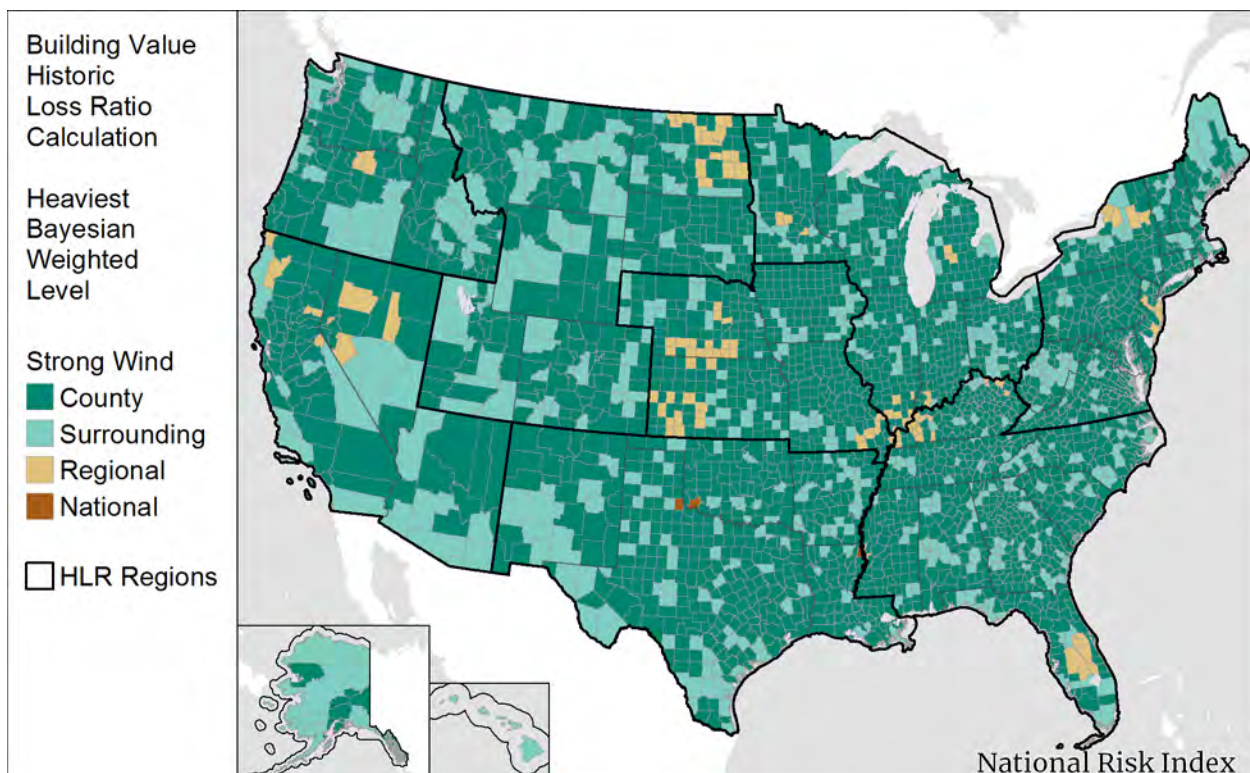 Building Value
Historic
Loss Ratio
Calculation
Heaviest
Bayesian
Weighted
Level
Strong Wind
County
Surrounding
Regional
National
HLR Regions
National Risk Index